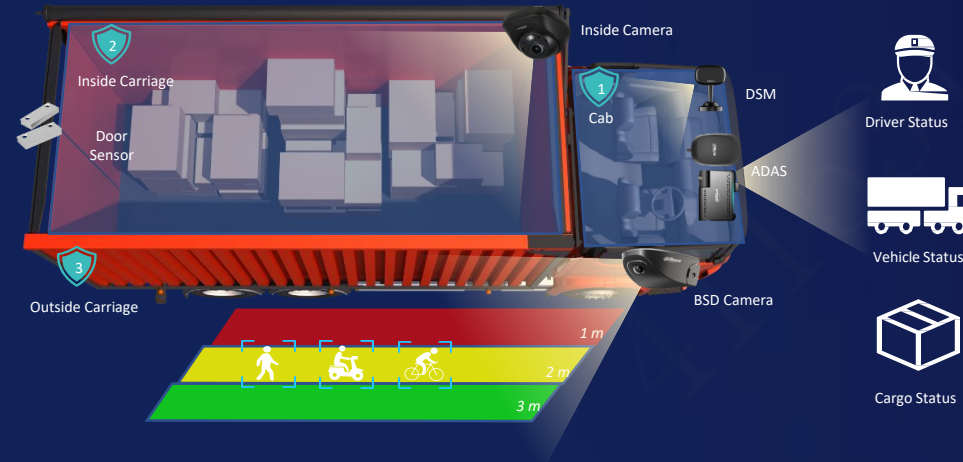 Inside Camera
2
Inside Carriage
1
Cab
DSM
Door
Sensor
Driver Status
ADAS
3
Outside Carriage
Vehicle Status
BSD Camera
1 m
2 m
3 m
Cargo Status